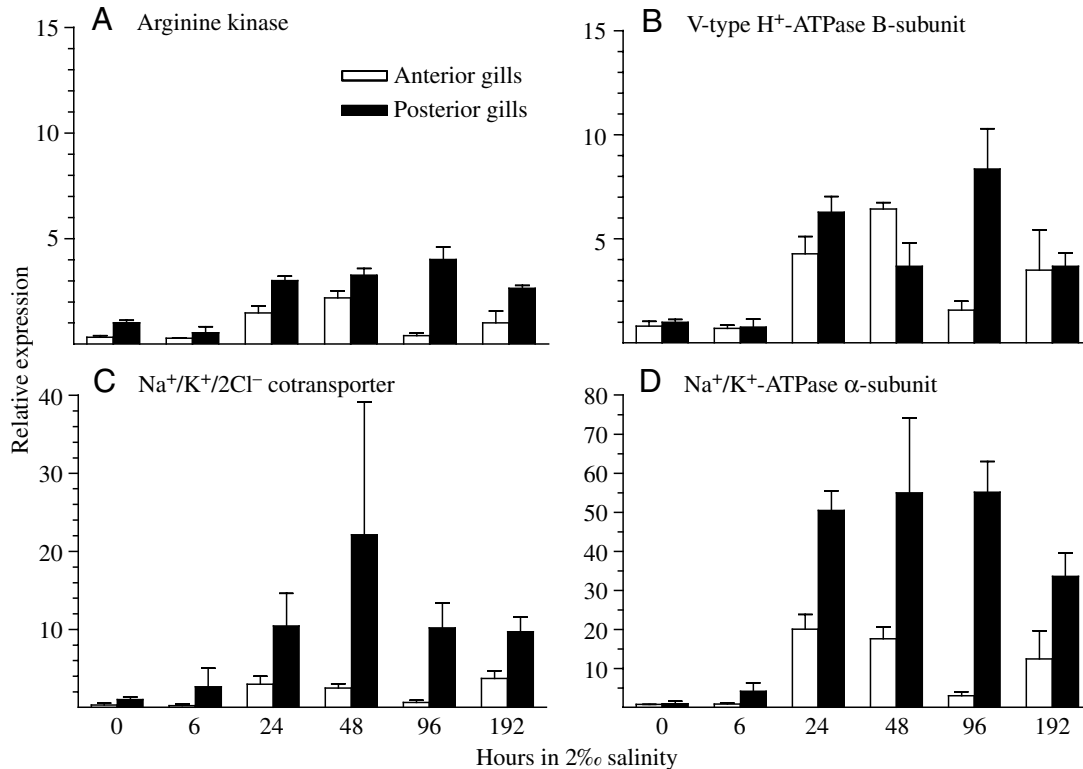 A Arginine kinase
Anterior gills
Posterior gills
15
10
5
B V-type H⁺-ATPase B-subunit
15
10
5
Relative expression
C Na⁺/K⁺/2Cl⁻ cotransporter
40
30
20
10
0 6 24 48 96 192
D Na⁺/K⁺-ATPase α-subunit
80
70
60
50
40
30
20
10
0 6 24 48 96 192
Hours in 2‰ salinity